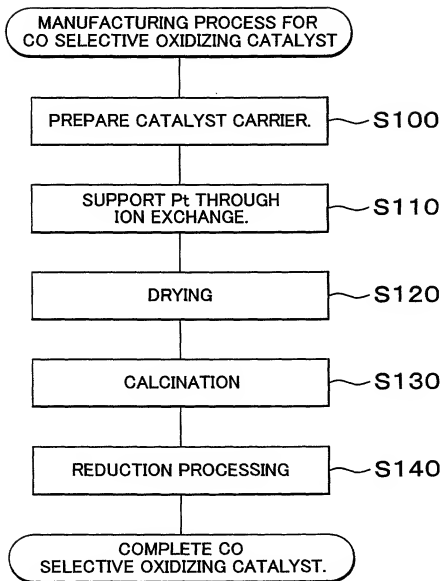 MANUFACTURING PROCESS FOR
CO SELECTIVE OXIDIZING CATALYST
PREPARE CATALYST CARRIER.
S100
SUPPORT Pt THROUGH
ION EXCHANGE.
S110
DRYING
S120
CALCINATION
S130
REDUCTION PROCESSING
S140
COMPLETE CO
SELECTIVE OXIDIZING CATALYST.